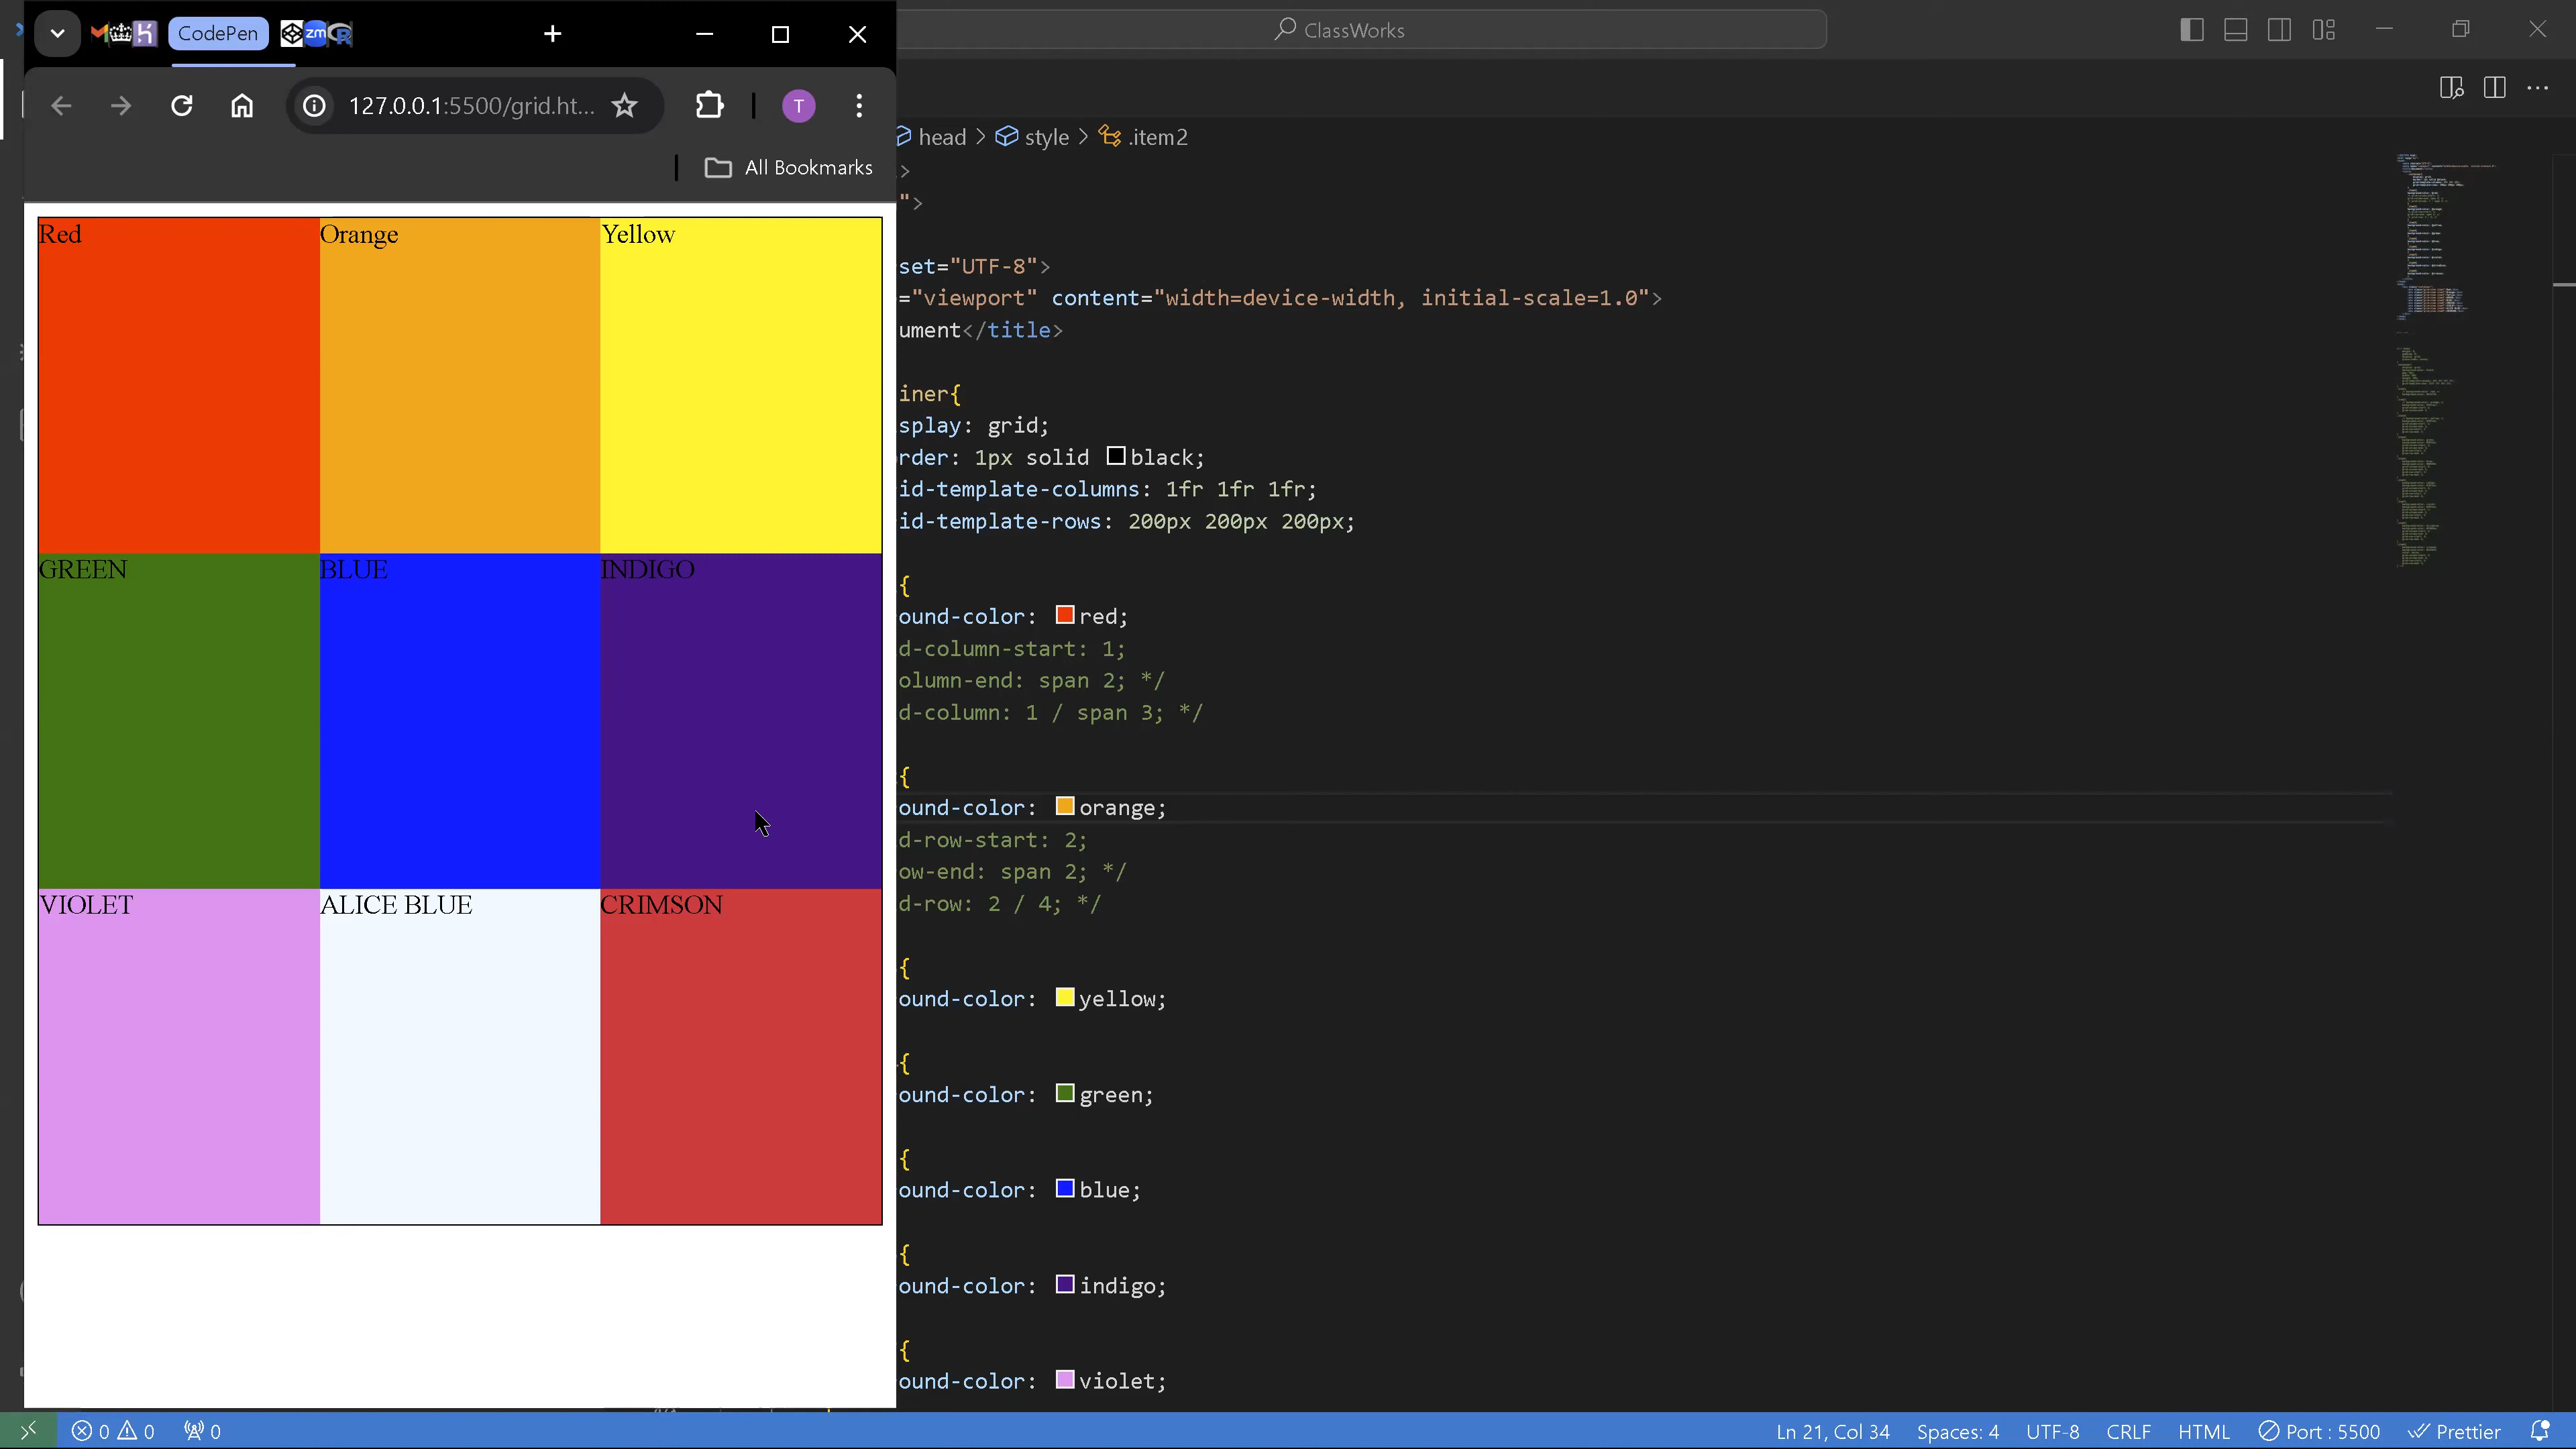 CodePen
zm
R
127.0.0.1:5500/grid.ht...
T
All Bookmarks
Red
Orange
Yellow
GREEN
BLUE
INDIGO
VIOLET
ALICE BLUE
CRIMSON
ClassWorks
head > style > .item2
>
">
set="UTF-8">
="viewport" content="width=device-width, initial-scale=1.0">
ument</title>
iner{
splay: grid;
rder: 1px solid black;
id-template-columns: 1fr 1fr 1fr;
id-template-rows: 200px 200px 200px;
{
ound-color: red;
d-column-start: 1;
olumn-end: span 2; */
d-column: 1 / span 3; */
{
ound-color: orange;
d-row-start: 2;
ow-end: span 2; */
d-row: 2 / 4; */
{
ound-color: yellow;
{
ound-color: green;
{
ound-color: blue;
{
ound-color: indigo;
{
ound-color: violet;
0 0 0
Ln 21, Col 34 Spaces: 4 UTF-8 CRLF HTML Port : 5500 Prettier